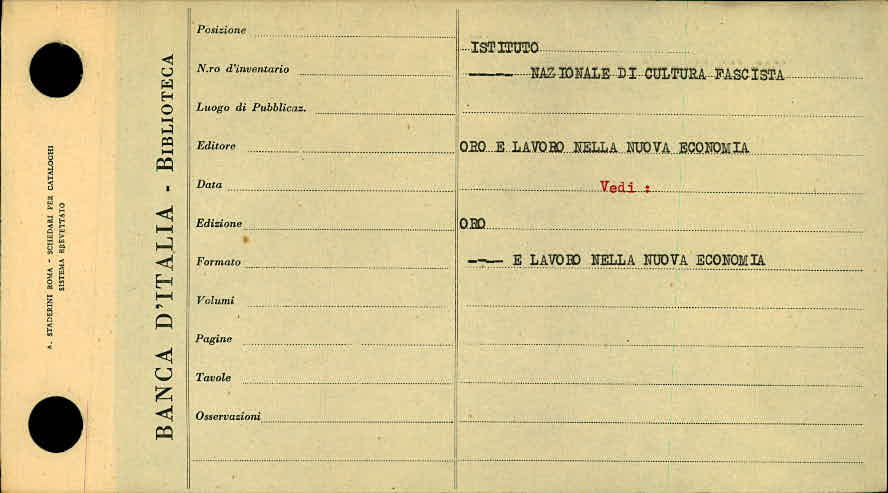 A. STADERINI ROMA - SCHEDARI PER CATALOGHI
SISTEMA BREVETTATO
BANCA D'ITALIA - BIBLIOTECA
Posizione
N.ro d'inventario
Luogo di Pubblicaz.
Editore
Data
Edizione
Formato
Volumi
Pagine
Tavole
Osservazioni
ISTITUTO
——— NAZIONALE DI CULTURA FASCISTA
ORO E LAVORO NELLA NUOVA ECONOMIA
Vedi :
ORO
——— E LAVORO NELLA NUOVA ECONOMIA